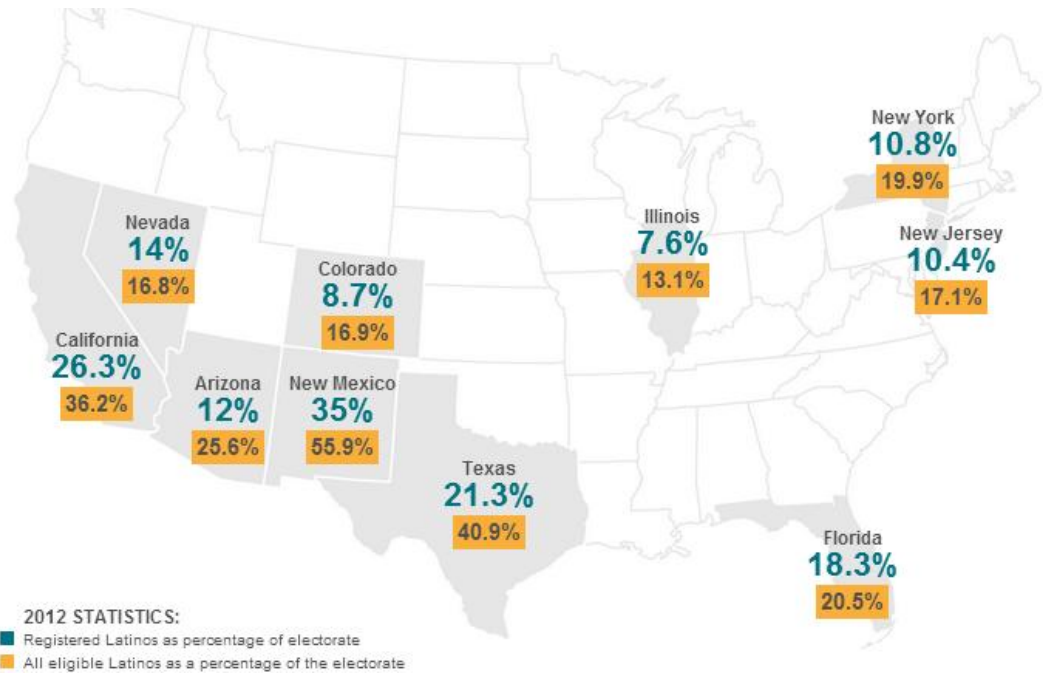 New York
10.8%
19.9%
Nevada
14%
16.8%
Illinois
7.6%
13.1%
New Jersey
10.4%
17.1%
Colorado
8.7%
16.9%
California
26.3%
36.2%
Arizona
12%
25.6%
New Mexico
35%
55.9%
Texas
21.3%
40.9%
Florida
18.3%
20.5%
2012 STATISTICS:
Registered Latinos as percentage of electorate
All eligible Latinos as a percentage of the electorate